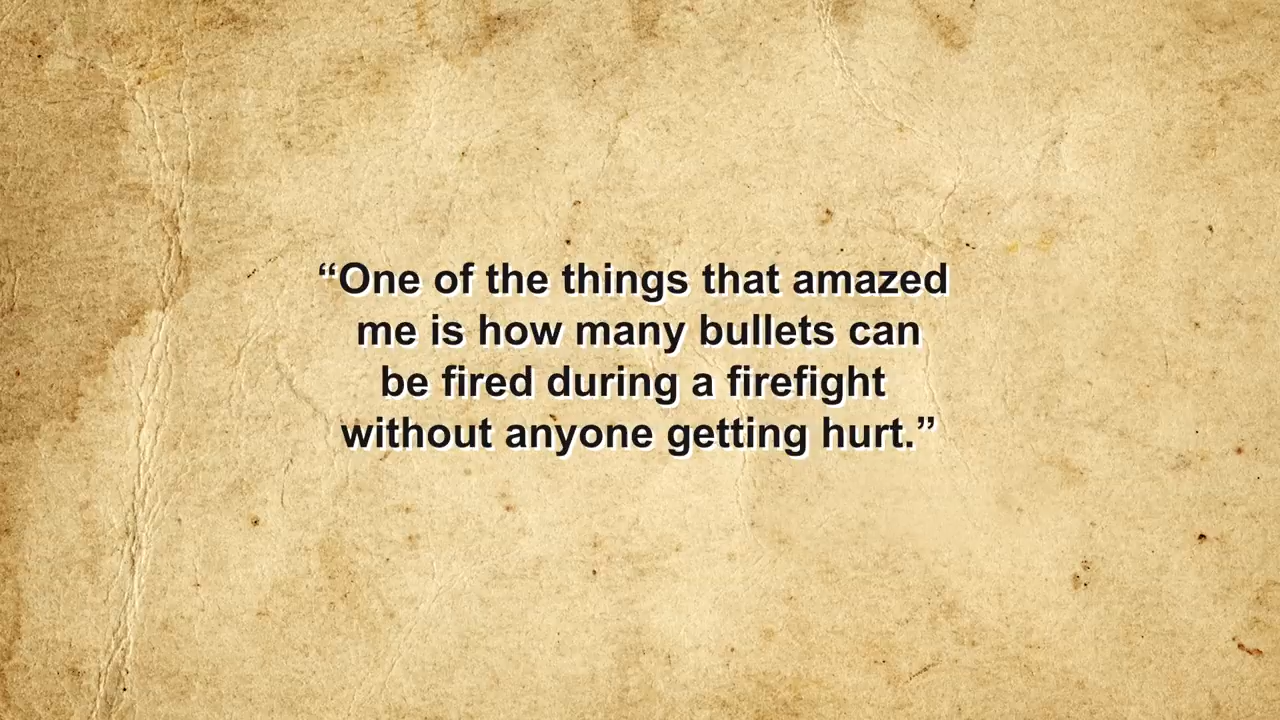 “One of the things that amazed
me is how many bullets can
be fired during a firefight
without anyone getting hurt.”